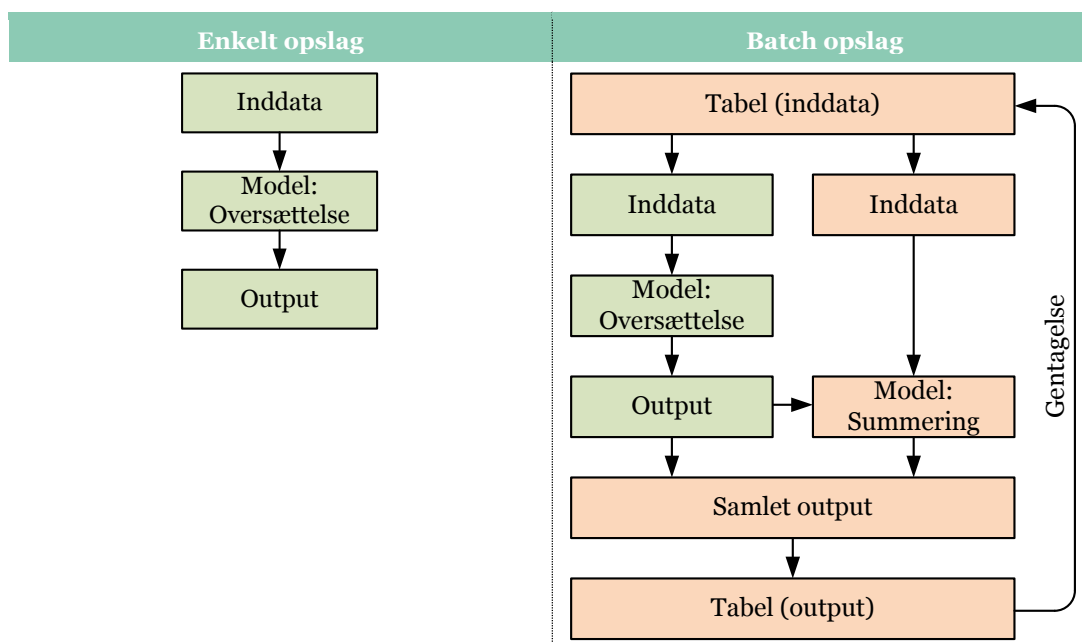 Enkelt opslag
Inddata
Model:
Oversættelse
Output
Batch opslag
Tabel (inddata)
Inddata
Inddata
Model:
Oversættelse
Output
Model:
Summering
Samlet output
Tabel (output)
Gentagelse